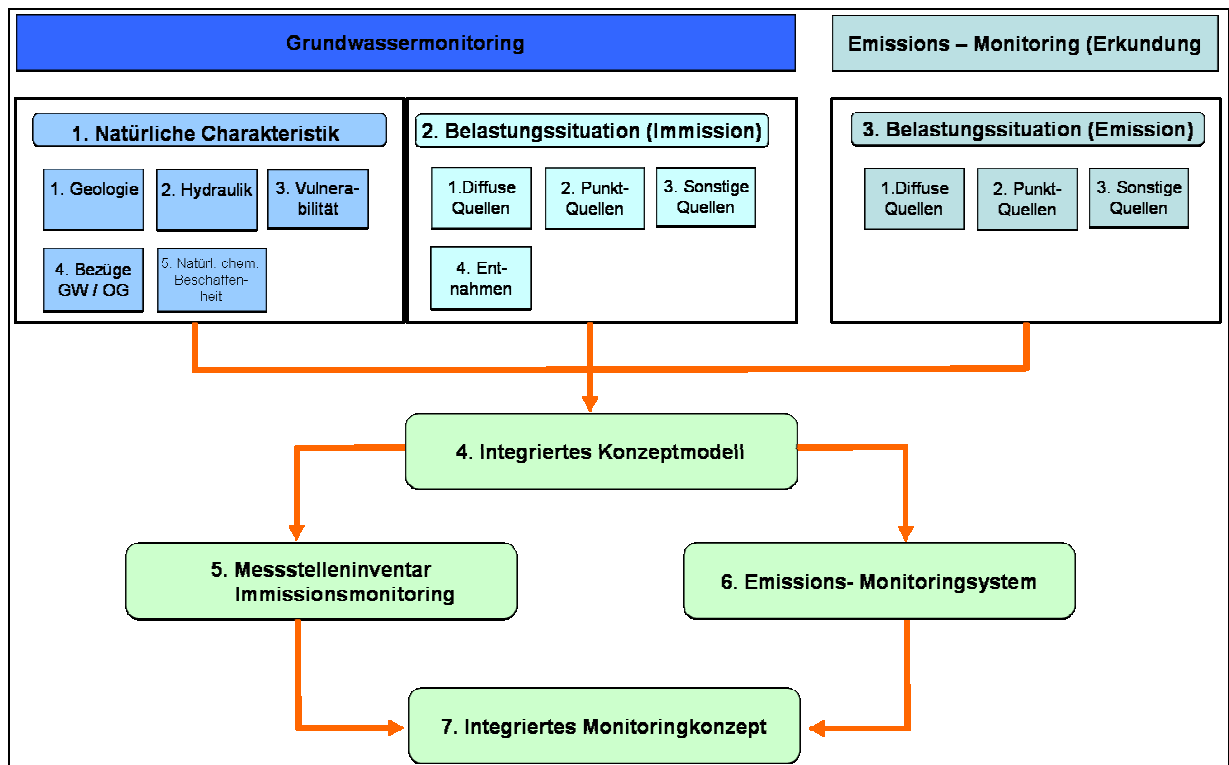 Grundwassermonitoring
Emissions – Monitoring (Erkundung
1. Natürliche Charakteristik
1. Geologie
2. Hydraulik
3. Vulnera-
bilität
4. Bezüge
GW / OG
5. Natürl. chem.
Beschaffen-
heit
2. Belastungssituation (Immission)
1.Diffuse
Quellen
2. Punkt-
Quellen
3. Sonstige
Quellen
4. Ent-
nahmen
3. Belastungssituation (Emission)
1.Diffuse
Quellen
2. Punkt-
Quellen
3. Sonstige
Quellen
4. Integriertes Konzeptmodell
5. Messstelleninventar
Immissionsmonitoring
6. Emissions- Monitoringsystem
7. Integriertes Monitoringkonzept